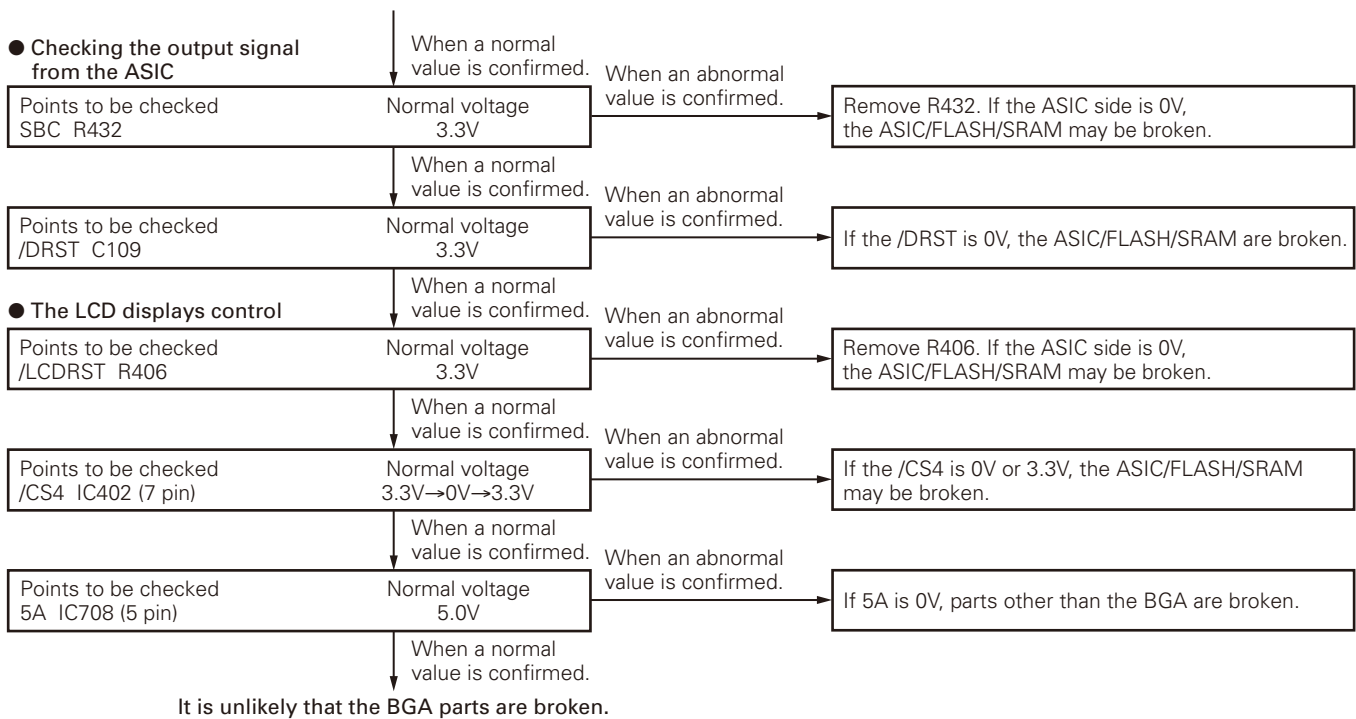 ● Checking the output signal
from the ASIC
When a normal
value is confirmed.
When an abnormal
value is confirmed.
Points to be checked Normal voltage
SBC R432 3.3V
Remove R432. If the ASIC side is 0V,
the ASIC/FLASH/SRAM may be broken.
When a normal
value is confirmed.
When an abnormal
value is confirmed.
Points to be checked Normal voltage
/DRST C109 3.3V
If the /DRST is 0V, the ASIC/FLASH/SRAM are broken.
When a normal
value is confirmed.
● The LCD displays control
When an abnormal
value is confirmed.
Points to be checked Normal voltage
/LCDRST R406 3.3V
Remove R406. If the ASIC side is 0V,
the ASIC/FLASH/SRAM may be broken.
When a normal
value is confirmed.
When an abnormal
value is confirmed.
Points to be checked Normal voltage
/CS4 IC402 (7 pin) 3.3V→0V→3.3V
If the /CS4 is 0V or 3.3V, the ASIC/FLASH/SRAM
may be broken.
When a normal
value is confirmed.
When an abnormal
value is confirmed.
Points to be checked Normal voltage
5A IC708 (5 pin) 5.0V
If 5A is 0V, parts other than the BGA are broken.
When a normal
value is confirmed.
It is unlikely that the BGA parts are broken.